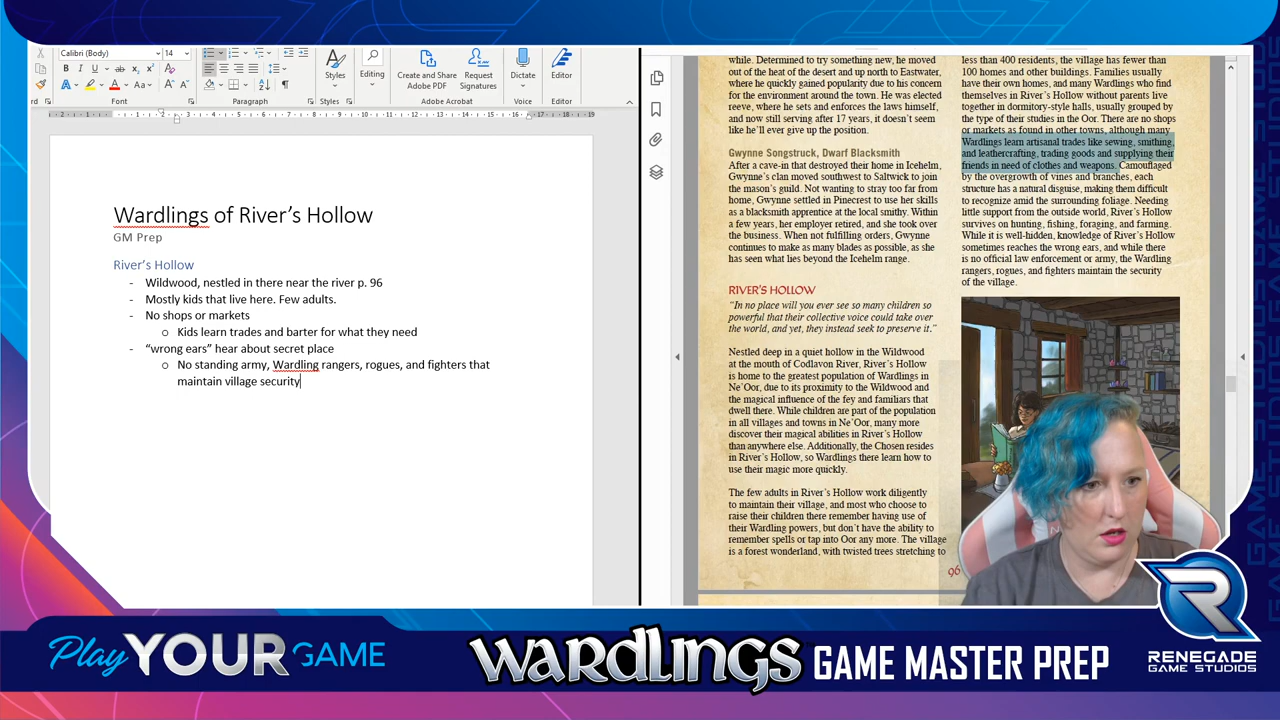 Calibri (Body)
14
Font
Paragraph
Styles
Styles
Editing
Create and Share
Adobe PDF
Request
Signatures
Adobe Acrobat
Dictate
Voice
Editor
Editor
Wardlings of River’s Hollow
GM Prep
River’s Hollow
- Wildwood, nestled in there near the river p. 96
- Mostly kids that live here. Few adults.
- No shops or markets
o Kids learn trades and barter for what they need
- “wrong ears” hear about secret place
o No standing army, Wardling rangers, rogues, and fighters that
maintain village security
while. Determined to try something new, he moved
out of the heat of the desert and up north to Eastwater,
where he quickly gained popularity due to his concern
for the environment around the town. He was elected
reeve, where he sets and enforces the laws himself,
and now still serving after 17 years, it doesn’t seem
like he’ll ever give up the position.
Gwynne Songstruck, Dwarf Blacksmith
After a cave-in that destroyed their home in Icehelm,
Gwynne’s clan moved southwest to Saltwick to join
the mason’s guild. Not wanting to stray too far from
home, Gwynne settled in Pinecrest to use her skills
as a blacksmith apprentice at the local smithy. Within
a few years, her employer retired, and she took over
the business. When not fulfilling orders, Gwynne
continues to make as many blades as possible, as she
has seen what lies beyond the Icehelm range.
RIVER’S HOLLOW
“In no place will you ever see so many children so
powerful that their collective voice could take over
the world, and yet, they instead seek to preserve it.”
Nestled deep in a quiet hollow in the Wildwood
at the mouth of Codlavon River, River’s Hollow
is home to the greatest population of Wardlings in
Ne’Oor, due to its proximity to the Wildwood and
the magical influence of the fey and familiars that
dwell there. While children are part of the population
in all villages and towns in Ne’Oor, many more
discover their magical abilities in River’s Hollow
than anywhere else. Additionally, the Chosen resides
in River’s Hollow, so Wardlings there learn how to
use their magic more quickly.
The few adults in River’s Hollow work diligently
to maintain their village, and most who choose to
raise their children there remember having use of
their Wardling powers, but don’t have the ability to
remember spells or tap into Oor any more. The village
is a forest wonderland, with twisted trees stretching to
less than 400 residents, the village has fewer than
100 homes and other buildings. Families usually
have their own homes, and many Wardlings who find
themselves in River’s Hollow without parents live
together in dormitory-style halls, usually grouped by
the type of their studies in the Oor. There are no shops
or markets as found in other towns, although many
Wardlings learn artisanal trades like sewing, smithing,
and leathercrafting, trading goods and supplying their
friends in need of clothes and weapons. Camouflaged
by the overgrowth of vines and branches, each
structure has a natural disguise, making them difficult
to recognize amid the surrounding foliage. Needing
little support from the outside world, River’s Hollow
survives on hunting, fishing, foraging, and farming.
While it is well-hidden, knowledge of River’s Hollow
sometimes reaches the wrong ears, and while there
is no official law enforcement or army, the Wardling
rangers, rogues, and fighters maintain the security
of the village.
96
Play YOUR GAME
WARDLINGS GAME MASTER PREP
R
RENEGADE
GAME STUDIOS